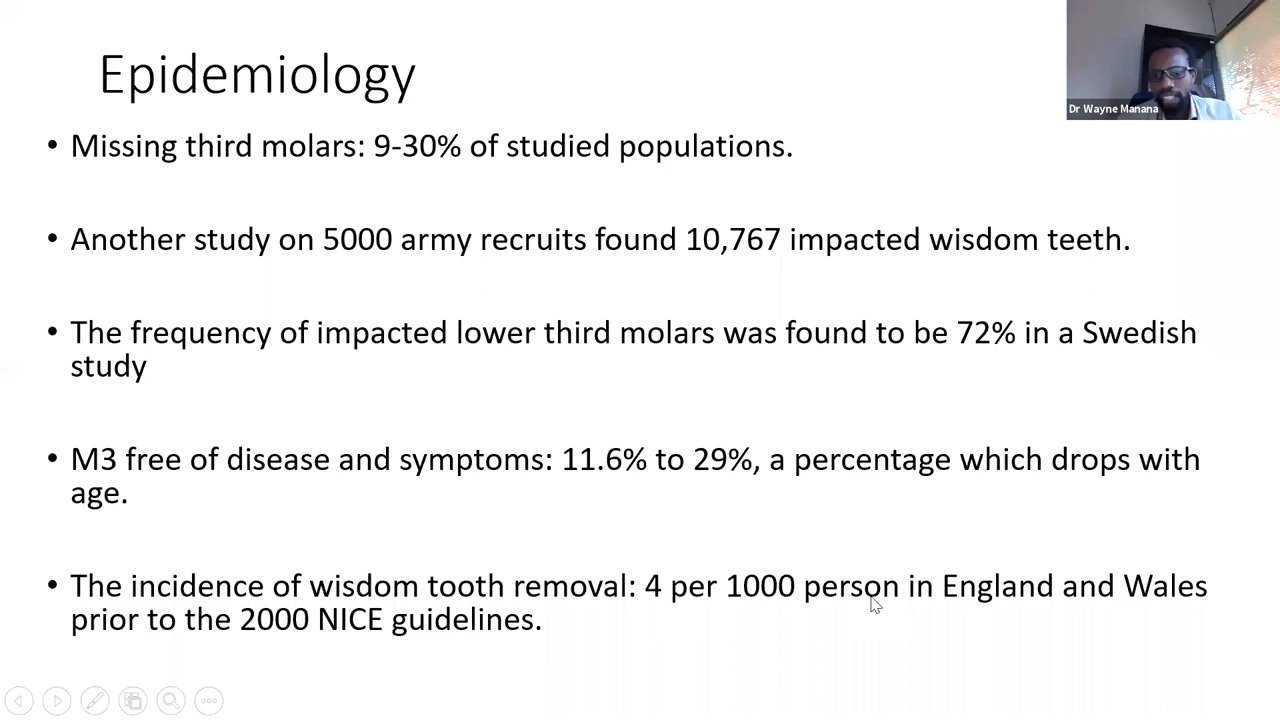 Epidemiology
Dr Wayne Manana
• Missing third molars: 9-30% of studied populations.
• Another study on 5000 army recruits found 10,767 impacted wisdom teeth.
• The frequency of impacted lower third molars was found to be 72% in a Swedish
study
• M3 free of disease and symptoms: 11.6% to 29%, a percentage which drops with
age.
• The incidence of wisdom tooth removal: 4 per 1000 person in England and Wales
prior to the 2000 NICE guidelines.